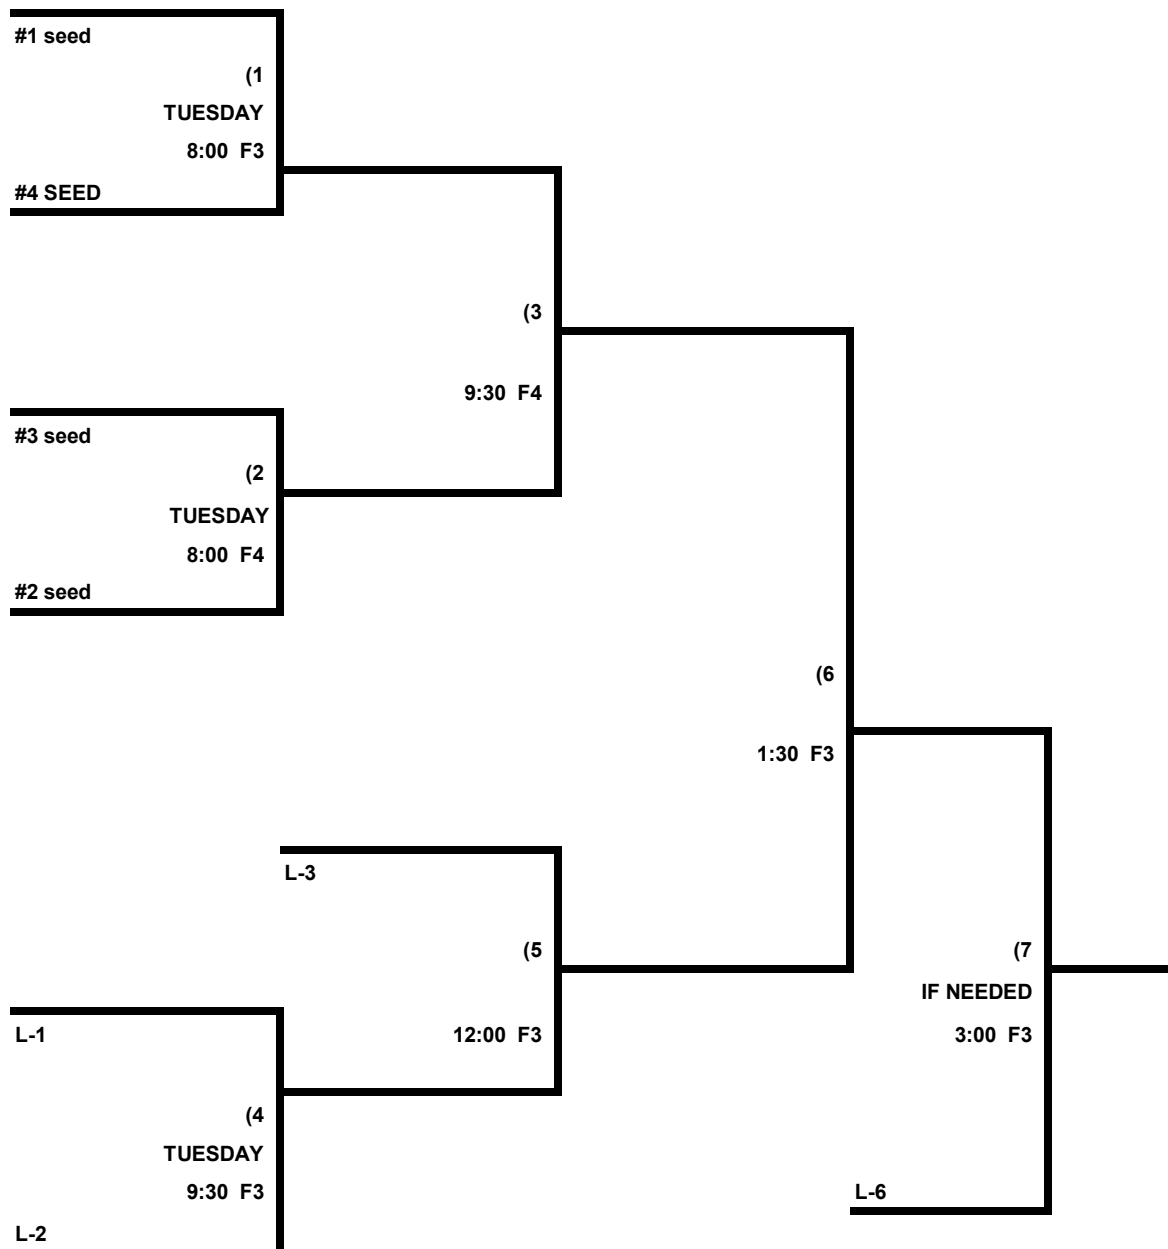 #1 seed
(1
TUESDAY
8:00 F3
#4 SEED
(3
9:30 F4
#3 seed
(2
TUESDAY
8:00 F4
#2 seed
(6
1:30 F3
L-3
(5
12:00 F3
(7
IF NEEDED
3:00 F3
L-1
(4
TUESDAY
9:30 F3
L-2
L-6